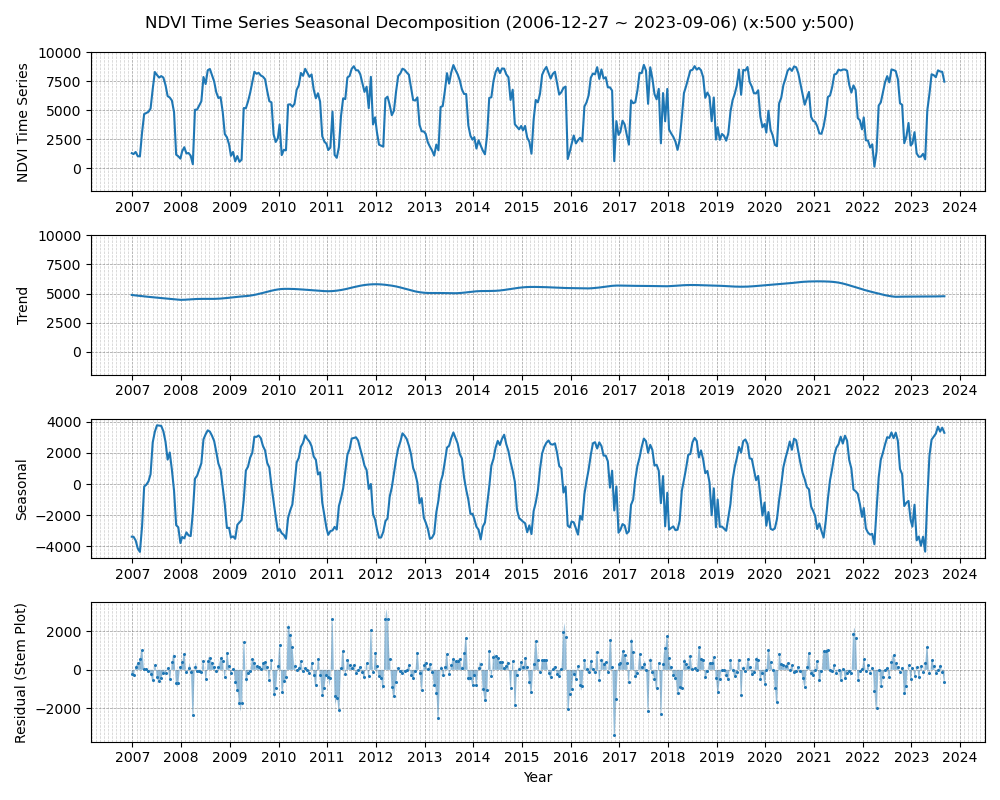 NDVI Time Series Seasonal Decomposition (2006-12-27 ~ 2023-09-06) (x:500 y:500)
NDVI Time Series
10000
7500
5000
2500
0
2007 2008 2009 2010 2011 2012 2013 2014 2015 2016 2017 2018 2019 2020 2021 2022 2023 2024
Trend
10000
7500
5000
2500
0
2007 2008 2009 2010 2011 2012 2013 2014 2015 2016 2017 2018 2019 2020 2021 2022 2023 2024
Seasonal
4000
2000
0
−2000
−4000
2007 2008 2009 2010 2011 2012 2013 2014 2015 2016 2017 2018 2019 2020 2021 2022 2023 2024
Residual (Stem Plot)
2000
0
−2000
2007 2008 2009 2010 2011 2012 2013 2014 2015 2016 2017 2018 2019 2020 2021 2022 2023 2024
Year